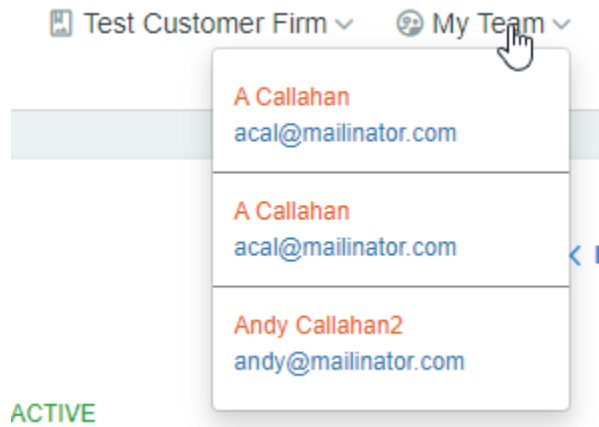 Test Customer Firm
My Team
A Callahan
acal@mailinator.com
A Callahan
acal@mailinator.com
Andy Callahan2
andy@mailinator.com
ACTIVE